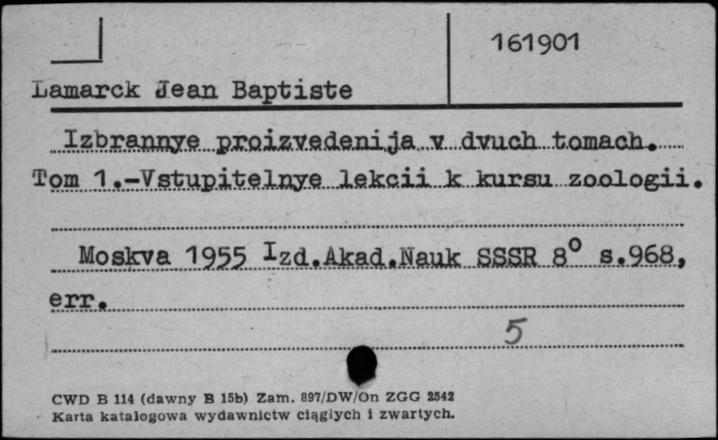 161901
Lamarck Jean Baptiste
Izbrannye proizvedenija v dvuch tomach.
Tom 1.-Vstupitelnye lekcii k kursu zoologii.
Moskva 1955 Izd.Akad.Nauk SSSR 8° s.968,
err.
5
CWD B 114 (dawny B 15b) Zam. 897/DW/On ZGG 2542
Karta katalogowa wydawnictw ciągłych i zwartych.